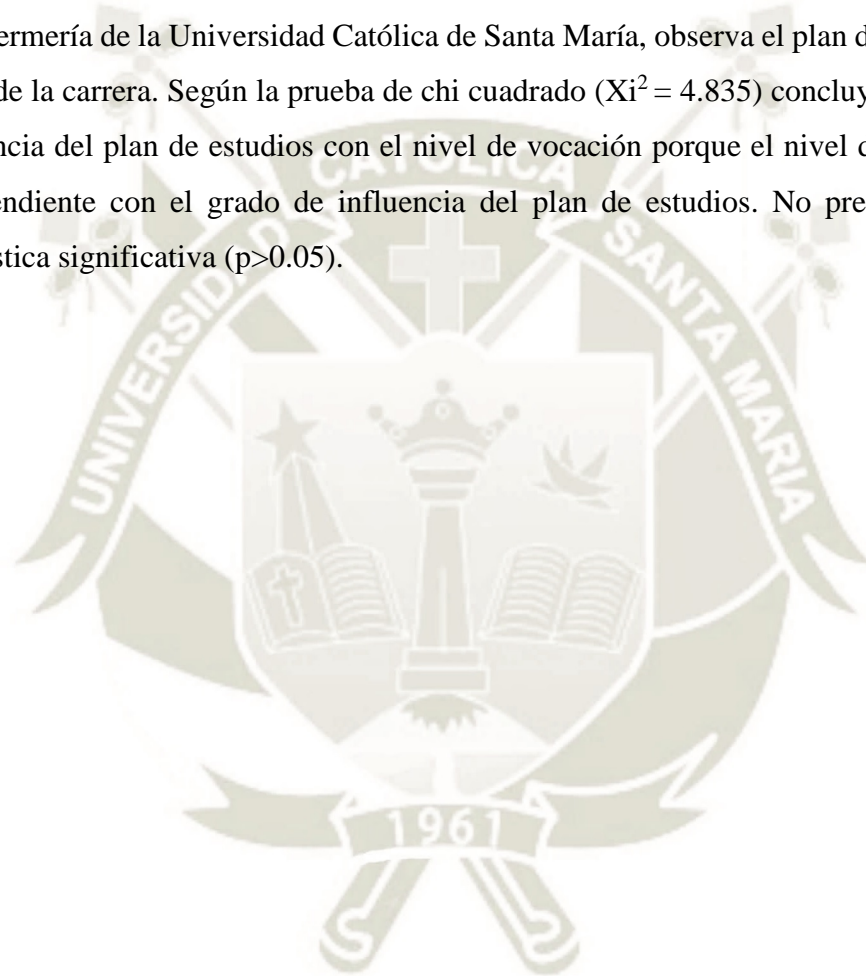 ermería de la Universidad Católica de Santa María, observa el plan d
de la carrera. Según la prueba de chi cuadrado (Xi² = 4.835) concluy
ncia del plan de estudios con el nivel de vocación porque el nivel d
endiente con el grado de influencia del plan de estudios. No pre
stica significativa (p>0.05).
UNIVERSIDAD CATÓLICA SANTA MARIA
1961